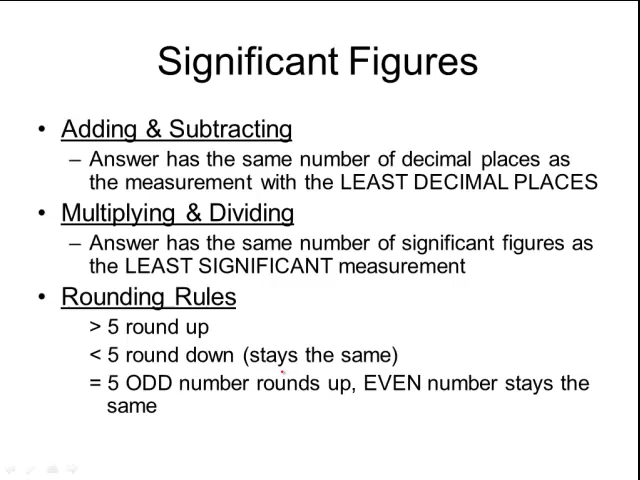 Significant Figures
• Adding & Subtracting
– Answer has the same number of decimal places as
the measurement with the LEAST DECIMAL PLACES
• Multiplying & Dividing
– Answer has the same number of significant figures as
the LEAST SIGNIFICANT measurement
• Rounding Rules
> 5 round up
< 5 round down (stays the same)
= 5 ODD number rounds up, EVEN number stays the
same